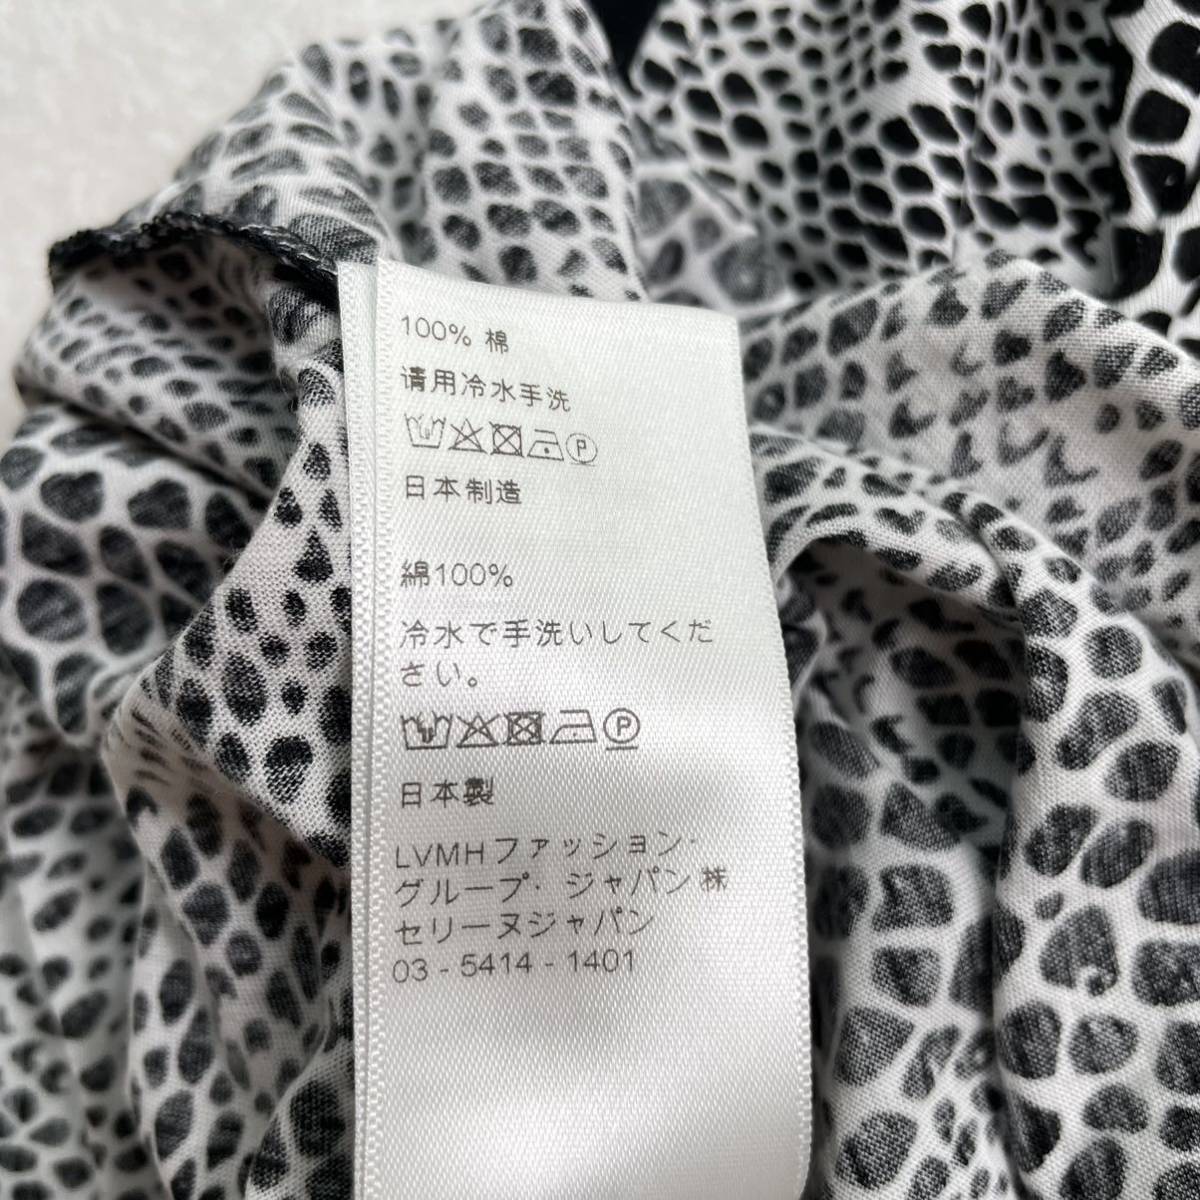 100% 棉
请用冷水手洗
P
日本制造
綿100%
冷水で手洗いしてくだ
さい。
P
日本製
LVMHファッション·
グループ· ジャパン 株
セリーヌジャパン
03 - 5414 - 1401